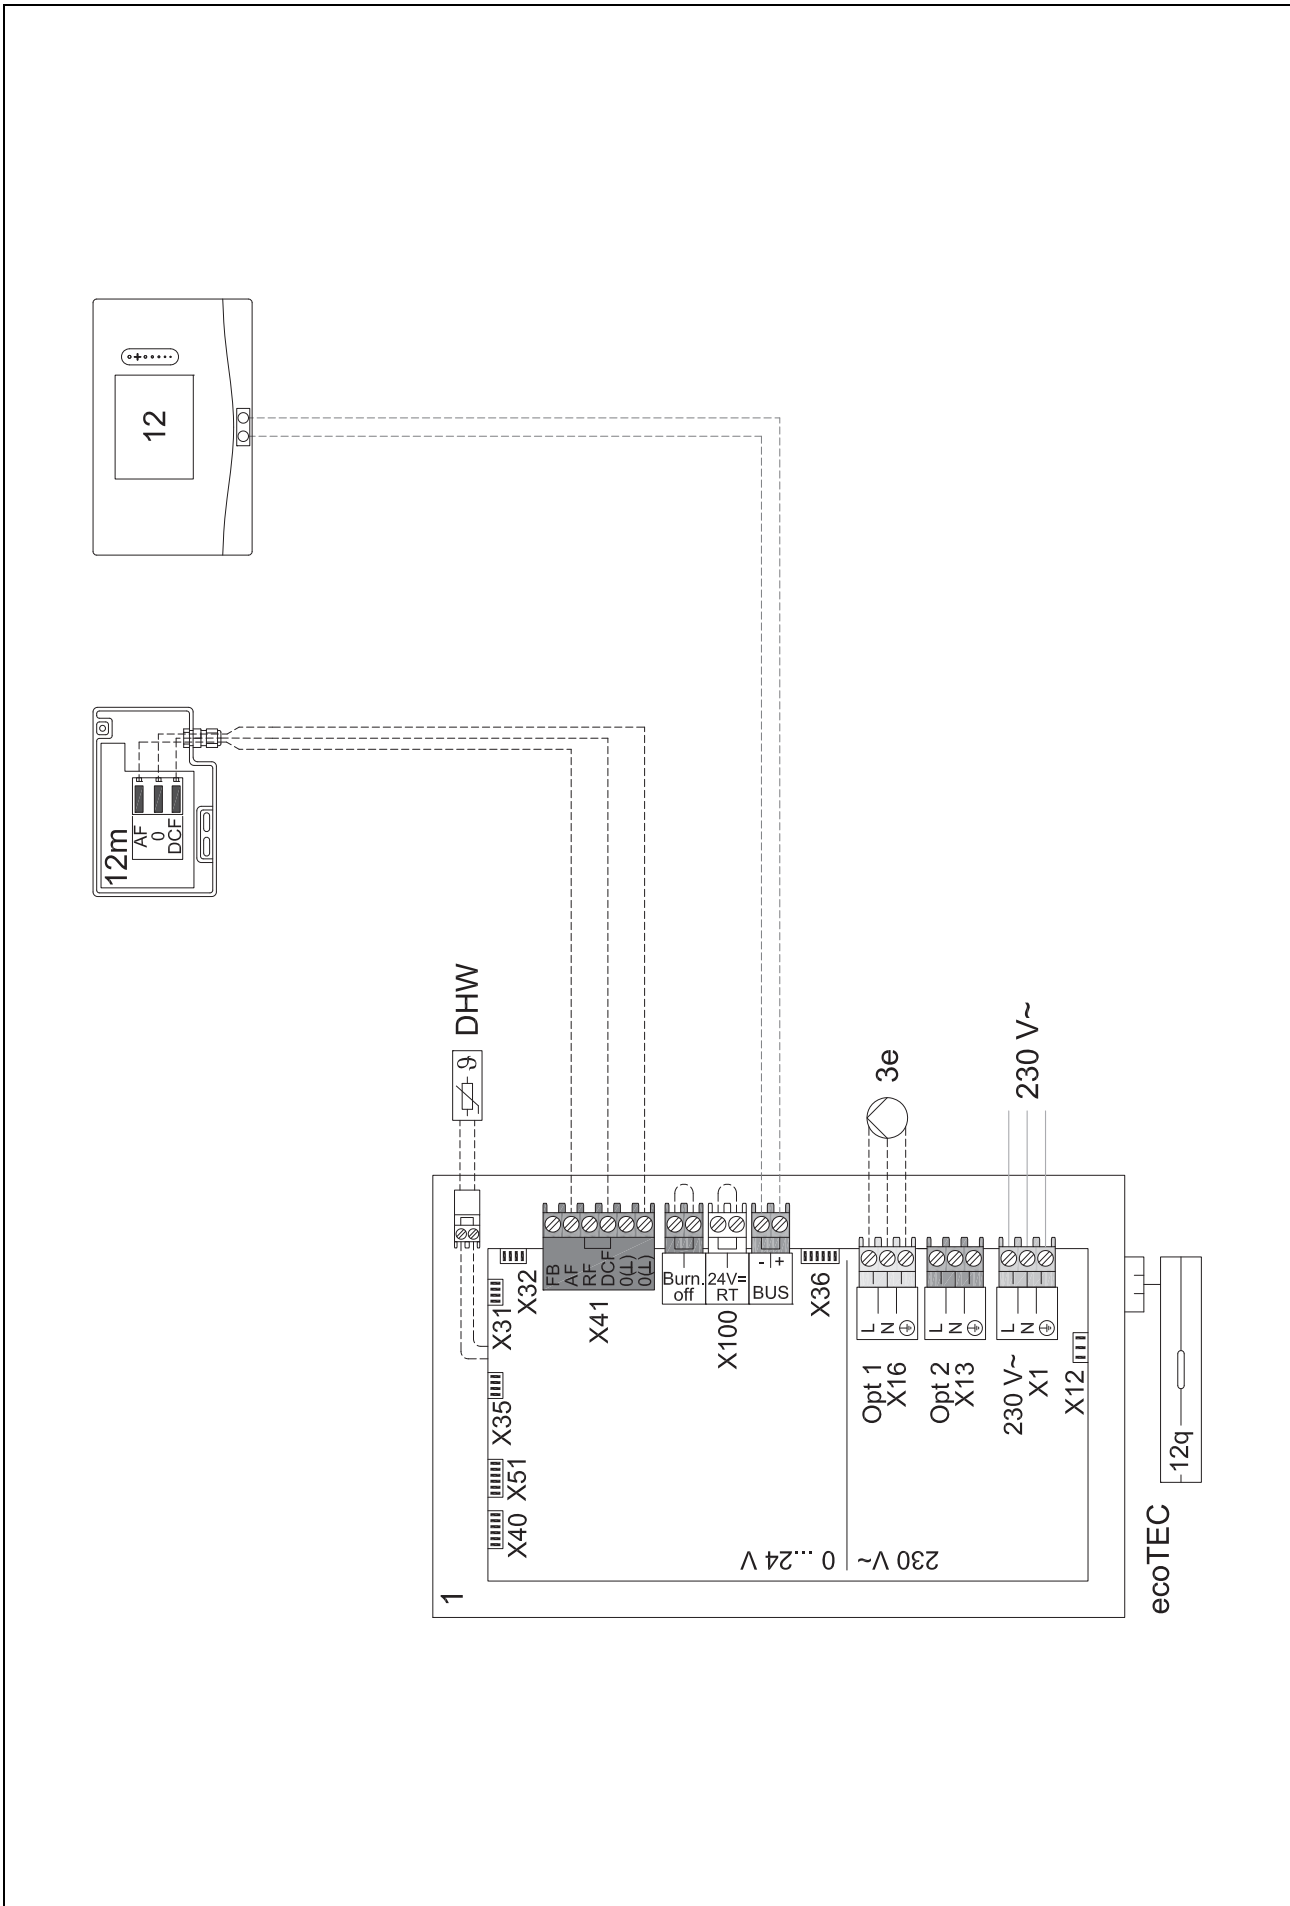 12
12m
AF
0
DCF
DHW
ϑ
3e
230 V~
1
X40
X51
X35
X31
X32
FB
AF
RF
DCF
0(⊥)
0(⊥)
X41
Burn.
off
24V=
RT
X100
- +
BUS
X36
0 ...24 V
230 V~
L
N
Opt 1
X16
L
N
Opt 2
X13
L
N
230 V~
X1
X12
12q
ecoTEC